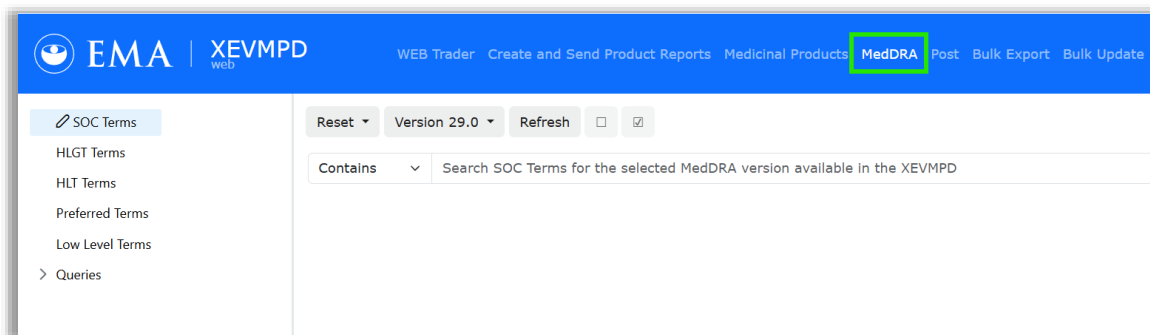 EMA | XEVMPD
web
WEB Trader Create and Send Product Reports Medicinal Products MedDRA Post Bulk Export Bulk Update
SOC Terms
HLGT Terms
HLT Terms
Preferred Terms
Low Level Terms
Queries
Reset Version 29.0 Refresh
Contains Search SOC Terms for the selected MedDRA version available in the XEVMPD